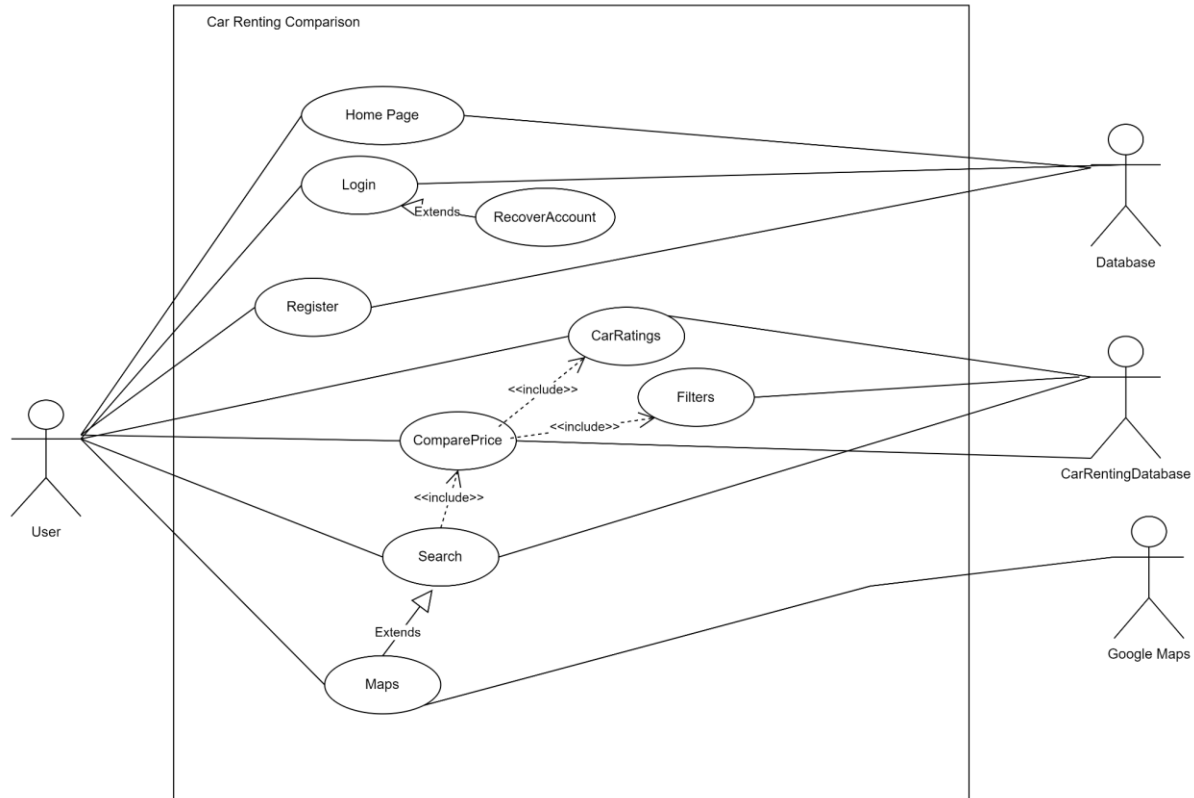 Car Renting Comparison
Home Page
Login
Extends
RecoverAccount
Database
Register
CarRatings
<<include>>
Filters
<<include>>
ComparePrice
CarRentingDatabase
<<include>>
User
Search
Extends
Google Maps
Maps